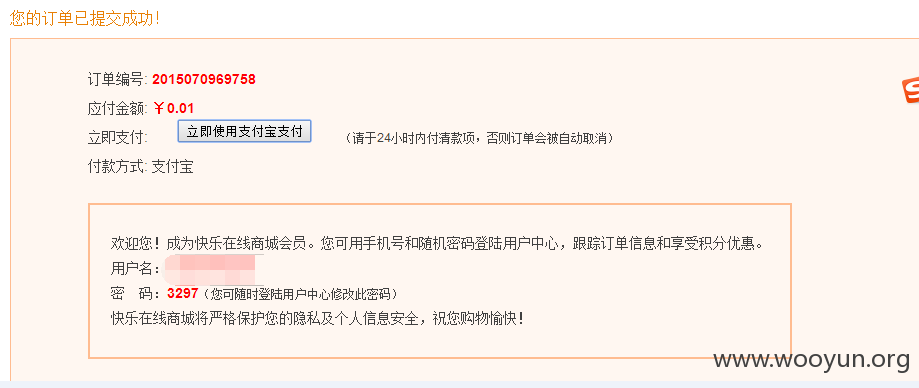 您的订单已提交成功!
订单编号: 2015070969758
应付金额: ￥0.01
立即支付: 立即使用支付宝支付 （请于24小时内付清款项，否则订单会被自动取消）
付款方式: 支付宝
欢迎您！成为快乐在线商城会员。您可用手机号和随机密码登陆用户中心，跟踪订单信息和享受积分优惠。
用户名：
密 码：3297（您可随时登陆用户中心修改此密码）
快乐在线商城将严格保护您的隐私及个人信息安全，祝您购物愉快！
www.wooyun.org